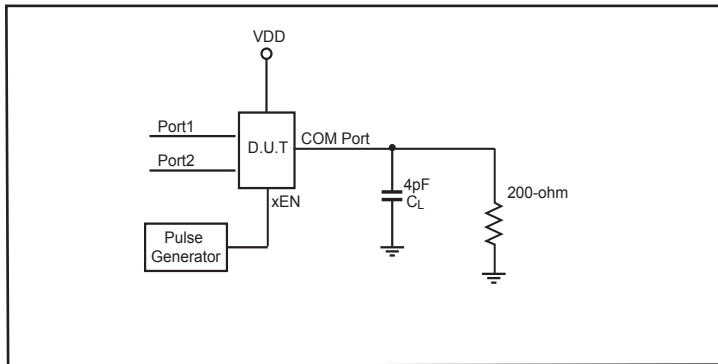 VDD
Port1
Port2
D.U.T
COM Port
xEN
4pF
CL
200-ohm
Pulse
Generator